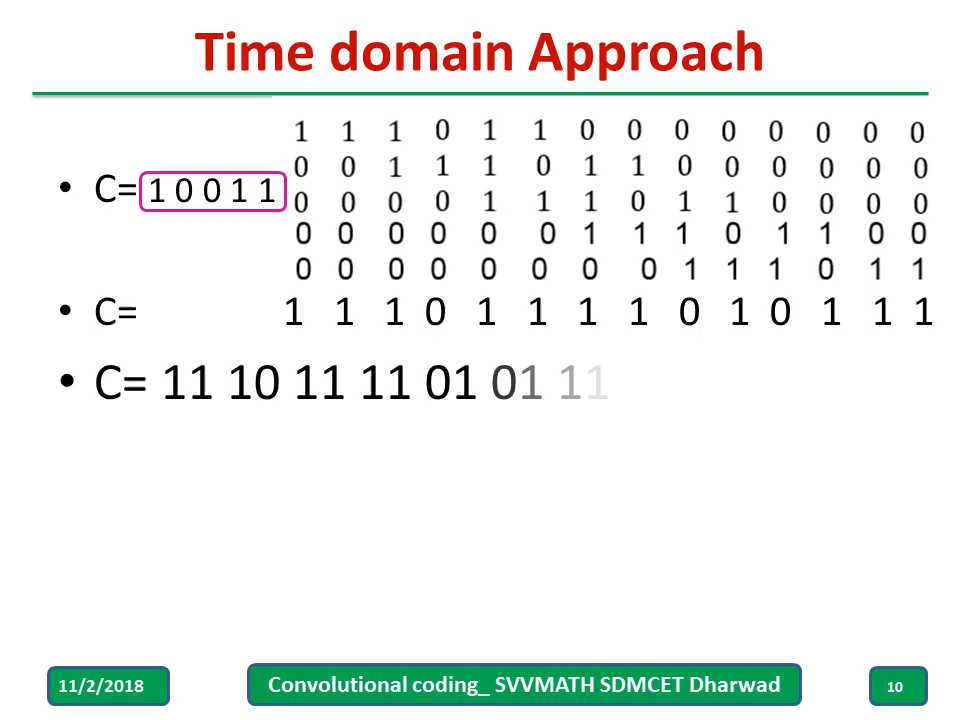 Time domain Approach
1 1 1 0 1 1 0 0 0 0 0 0 0 0
0 0 1 1 1 0 1 1 0 0 0 0 0 0
• C= 1 0 0 1 1
0 0 0 0 1 1 1 0 1 1 0 0 0 0
0 0 0 0 0 0 1 1 1 0 1 1 0 0
0 0 0 0 0 0 0 0 1 1 1 0 1 1
• C= 1 1 1 0 1 1 1 1 0 1 0 1 1 1
• C= 11 10 11 11 01 01 11
11/2/2018
Convolutional coding_ SVVMATH SDMCET Dharwad
10